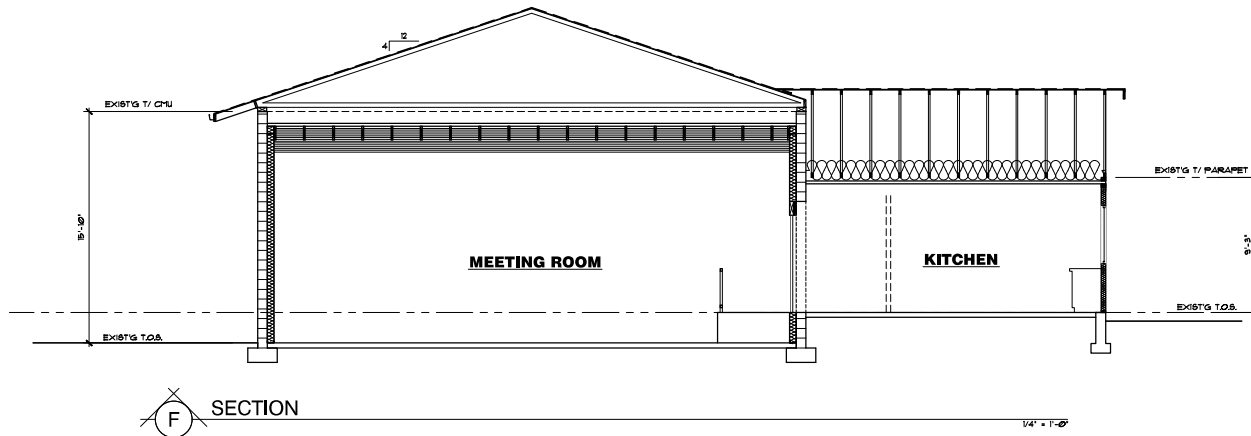 12
4
EXIST'G T/ CMU
EXIST'G T/ PARAPET
15'-10"
9'-3"
MEETING ROOM
KITCHEN
EXIST'G T.O.S.
EXIST'G T.O.S.
F SECTION
1/4" = 1'-0"